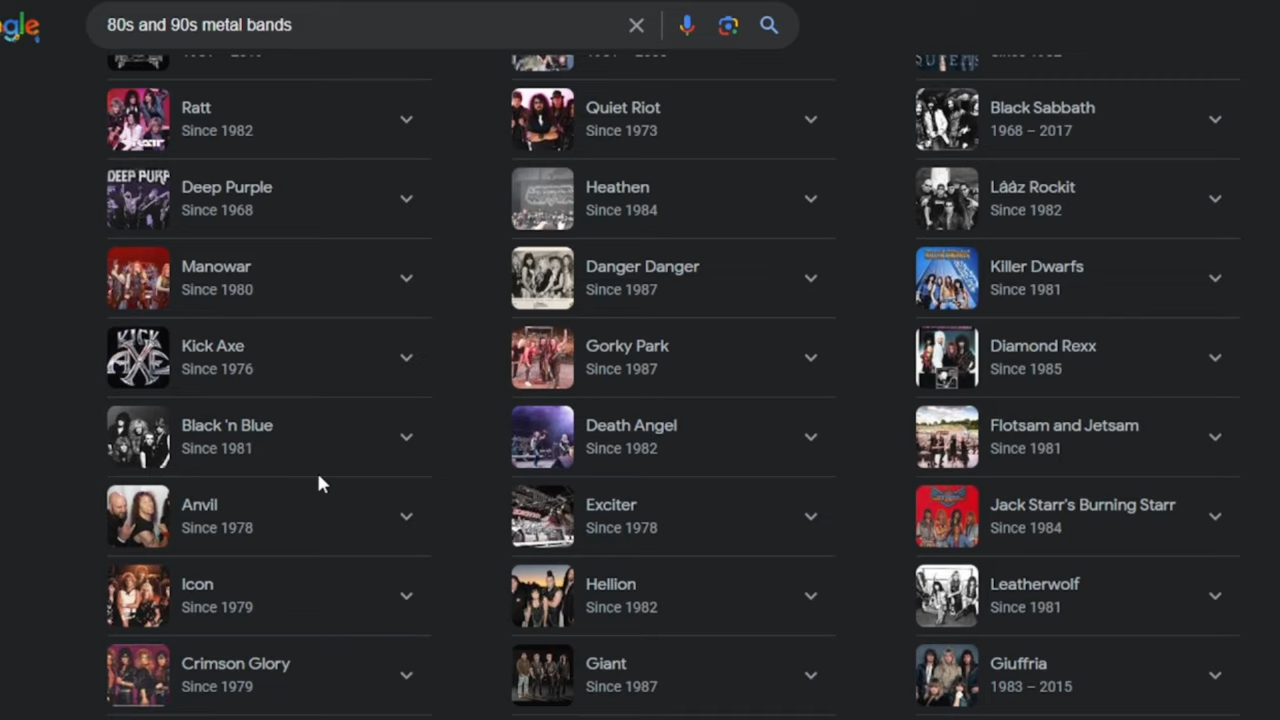 gle
80s and 90s metal bands
Ratt
Since 1982
Quiet Riot
Since 1973
Black Sabbath
1968 – 2017
DEEP PURP
Deep Purple
Since 1968
Heathen
Since 1984
Lååz Rockit
Since 1982
Manowar
Since 1980
Danger Danger
Since 1987
Killer Dwarfs
Since 1981
KICK
AXE
Kick Axe
Since 1976
Gorky Park
Since 1987
Diamond Rexx
Since 1985
Black 'n Blue
Since 1981
Death Angel
Since 1982
Flotsam and Jetsam
Since 1981
Anvil
Since 1978
Exciter
Since 1978
Jack Starr's Burning Starr
Since 1984
Icon
Since 1979
Hellion
Since 1982
Leatherwolf
Since 1981
Crimson Glory
Since 1979
Giant
Since 1987
Giuffria
1983 – 2015